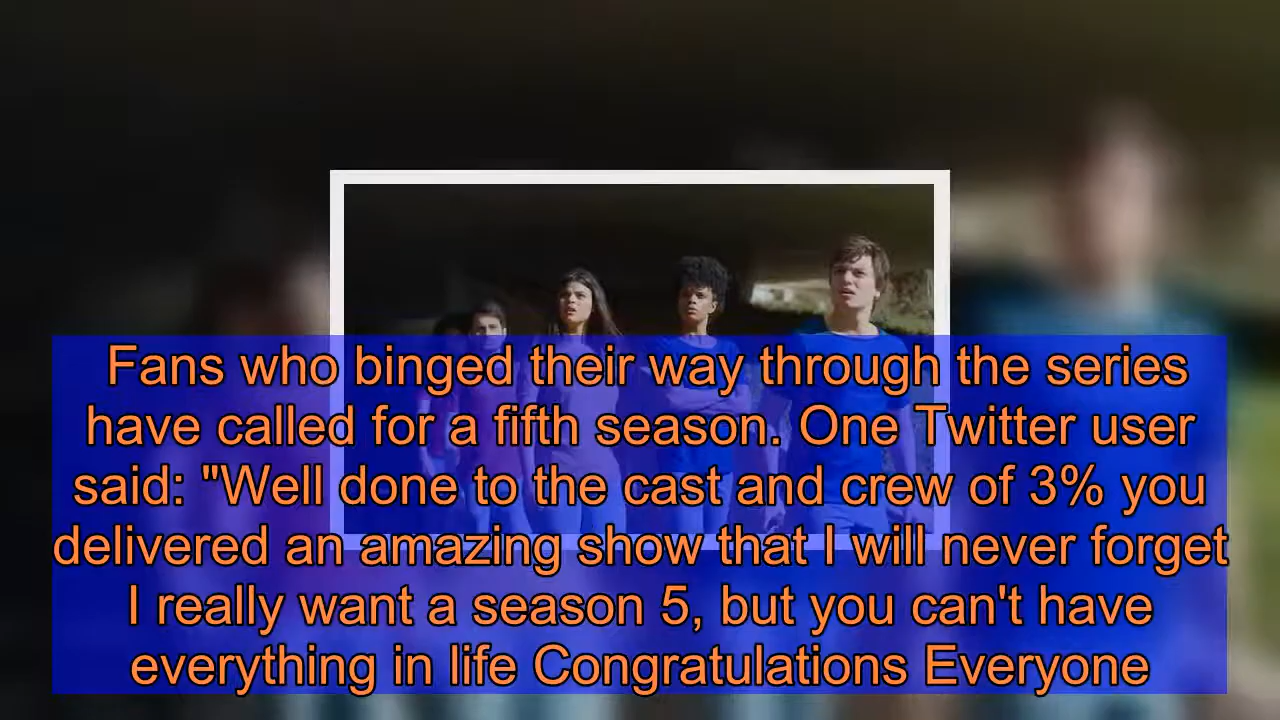 Fans who binged their way through the series
have called for a fifth season. One Twitter user
said: "Well done to the cast and crew of 3% you
delivered an amazing show that I will never forget
I really want a season 5, but you can't have
everything in life Congratulations Everyone